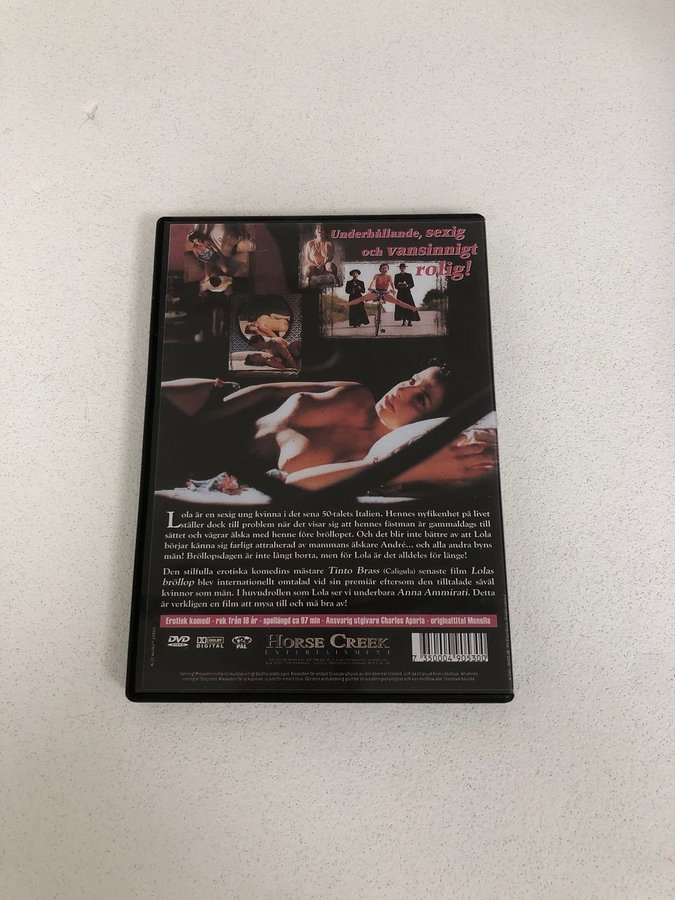 Underhållande, sexig
och vansinnigt
rolig!
Lola är en sexig ung kvinna i det sena 50-talets Italien. Hennes nyfikenhet på livet
ställer dock till problem när det visar sig att hennes fästman är gammaldags till
sättet och vägrar älska med henne före bröllopet. Och det blir inte bättre av att Lola
börjar känna sig farligt attraherad av mammans älskare André... och alla andra byns
män! Bröllopsdagen är inte långt borta, men för Lola är det alldeles för länge!
Den stilfulla erotiska komedins mästare Tinto Brass (Caligula) senaste film Lolas
bröllop blev internationellt omtalad vid sin premiär eftersom den tilltalade såväl
kvinnor som män. I huvudrollen som Lola ser vi underbara Anna Ammirati. Detta
är verkligen en film att mysa till och må bra av!
Erotisk komedi - rek från 18 år - spellängd ca 97 min - Ansvarig utgivare Charles Aperia - originaltitel Monella
DVD DOLBY DIGITAL PAL
HORSE CREEK
ENTERTAINMENT
7 350004 905300